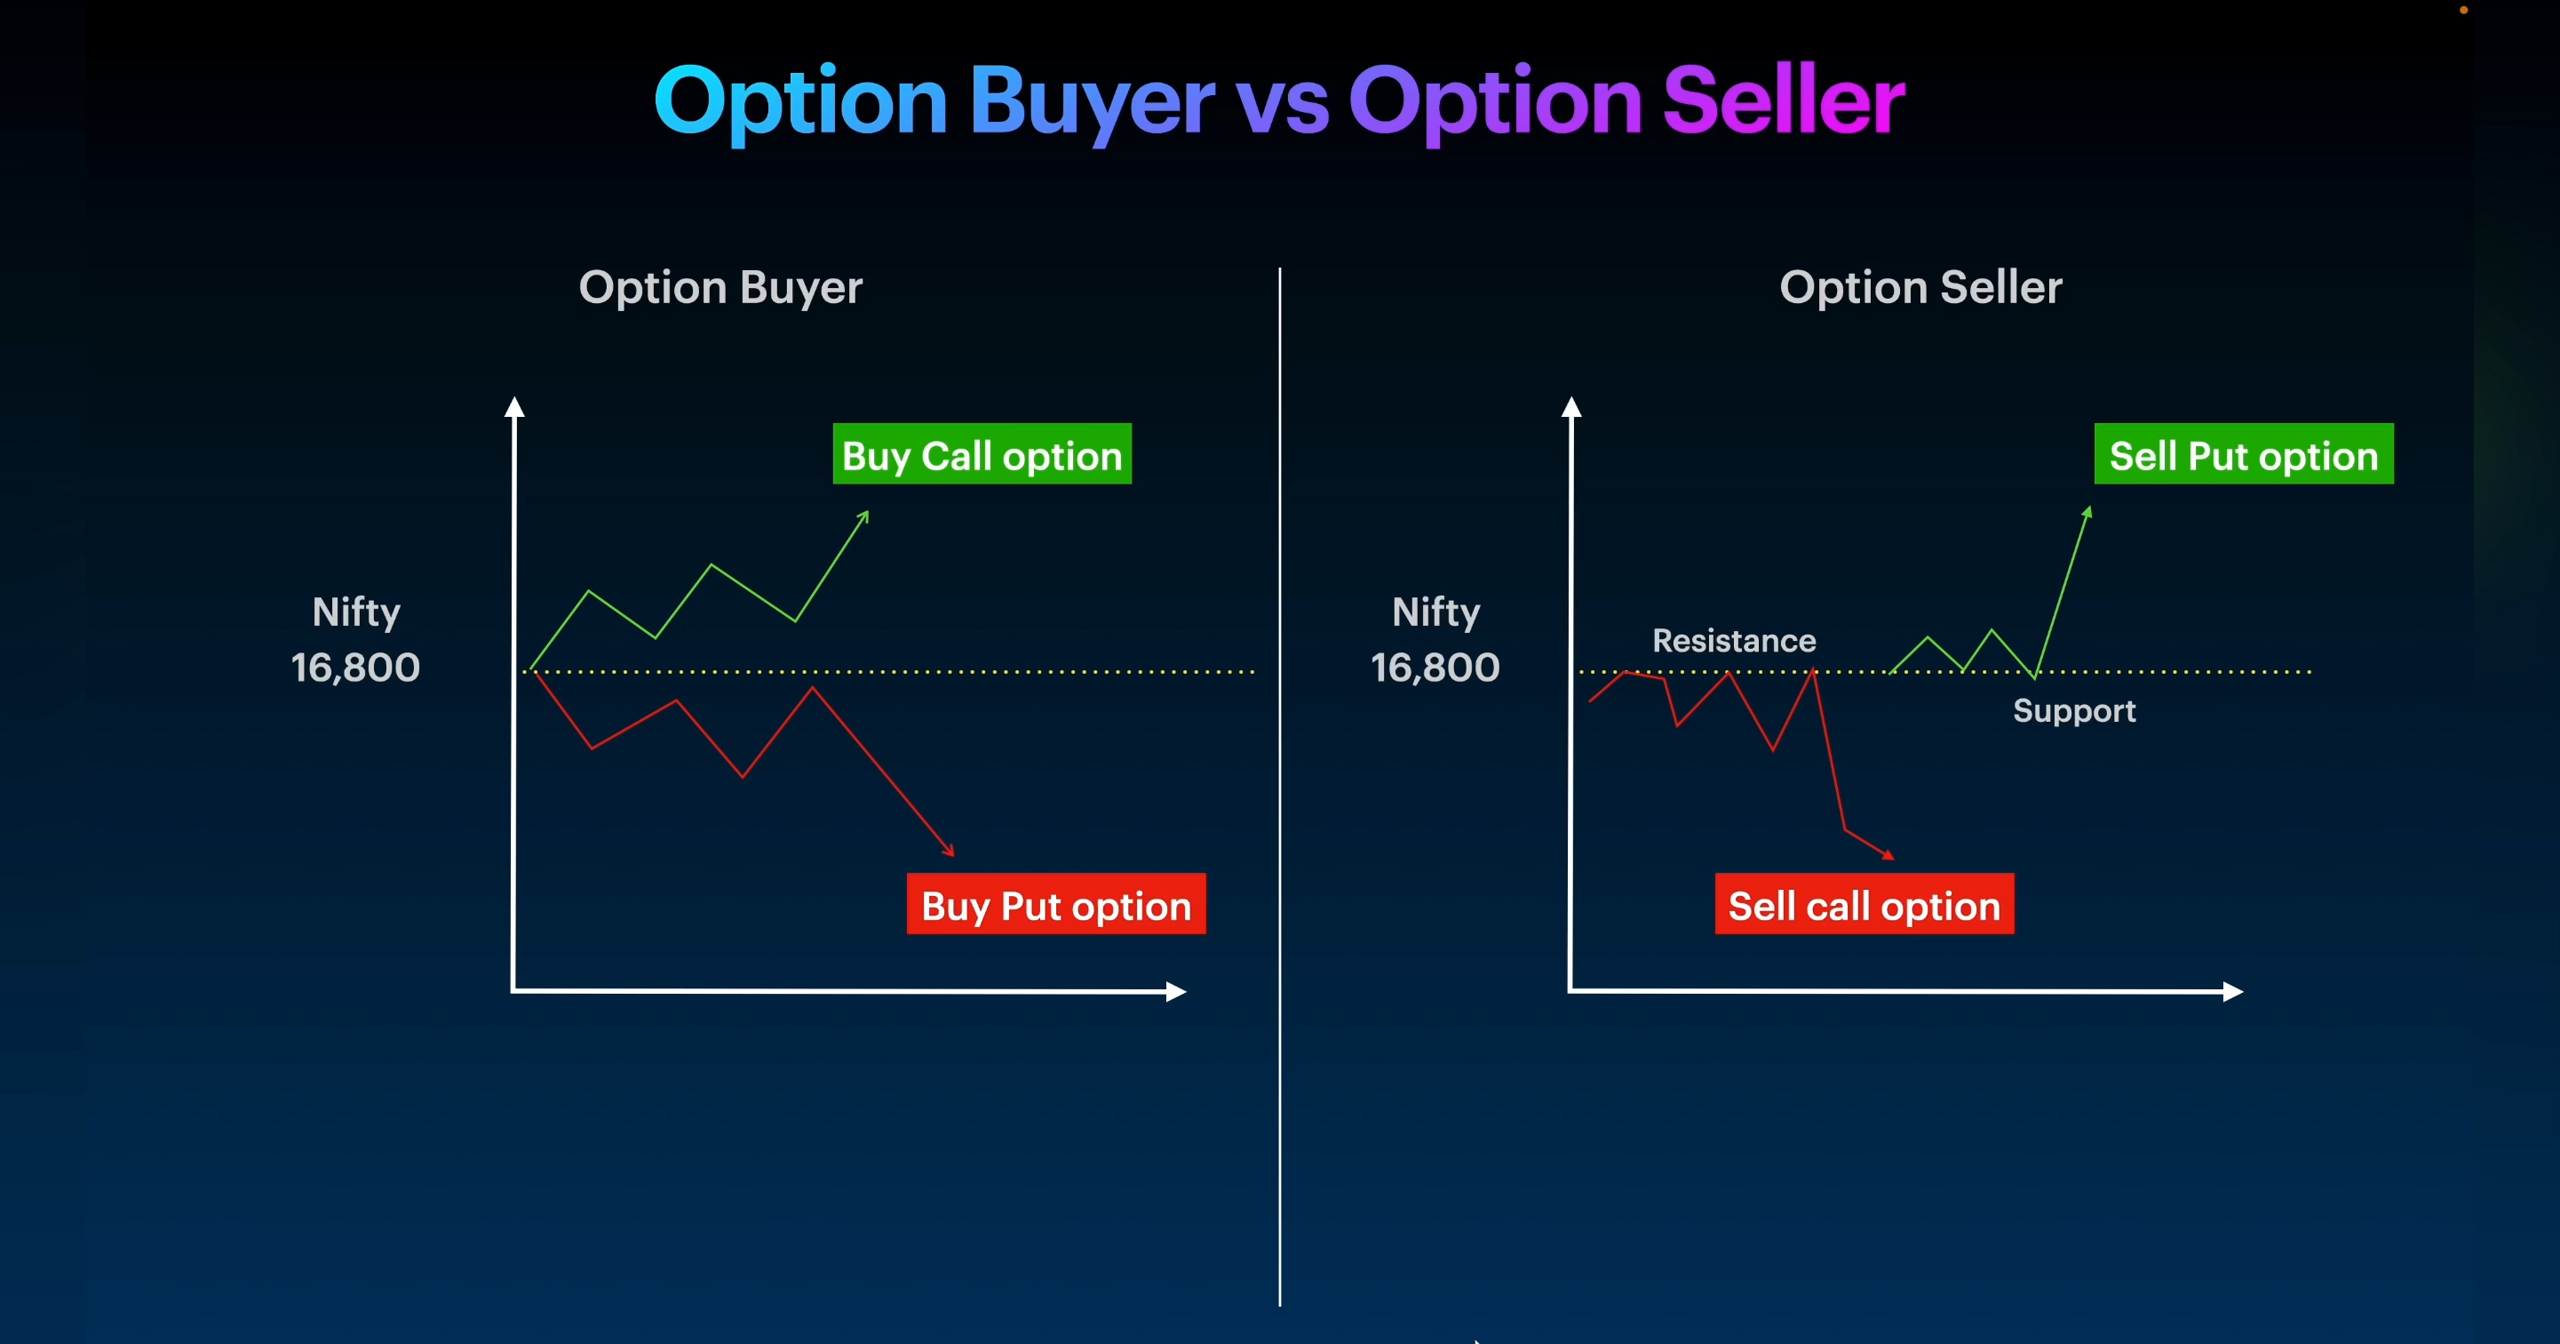 Option Buyer vs Option Seller
Option Buyer
Buy Call option
Nifty
16,800
Buy Put option
Option Seller
Sell Put option
Nifty
16,800
Resistance
Support
Sell call option